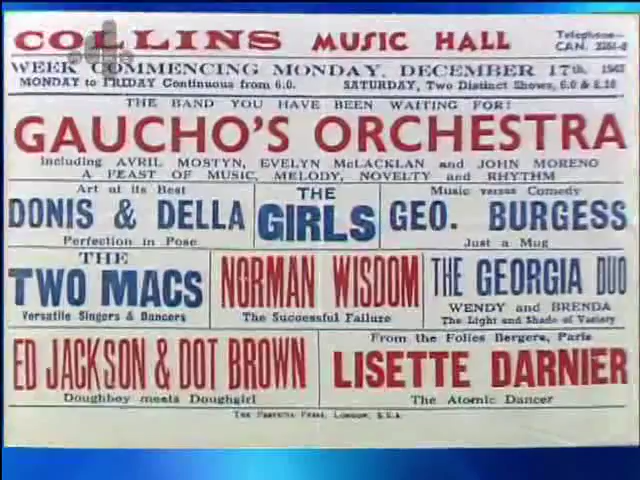 COLLINS MUSIC HALL
Telephone—
CAN.
WEEK COMMENCING MONDAY, DECEMBER 17th,
MONDAY to FRIDAY Continuous from 6.0. SATURDAY, Two Distinct Shows, 6.0 &
THE BAND YOU HAVE BEEN WAITING FOR!
GAUCHO'S ORCHESTRA
including AVRIL MOSTYN, EVELYN McLACKLAN and JOHN MORENO
A FEAST OF MUSIC, MELODY, NOVELTY and RHYTHM
Art at its Best
DONIS & DELLA
Perfection in Pose
THE
GIRLS
Music versus Comedy
GEO. BURGESS
Just a Mug
THE
TWO MACS
Versatile Singers & Dancers
NORMAN WISDOM
The Successful Failure
THE GEORGIA DUO
WENDY and BRENDA
The Light and Shade of Variety
ED JACKSON & DOT BROWN
Doughboy meets Doughgirl
From the Folies Bergere, Paris
LISETTE DARNIER
The Atomic Dancer